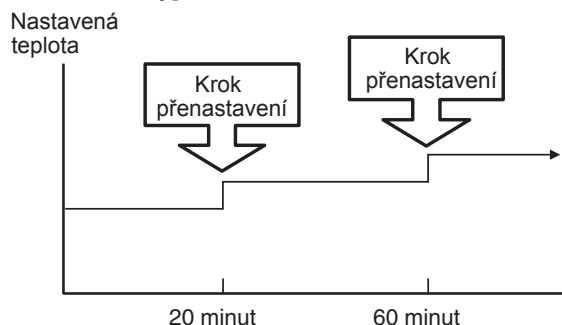 Nastavená
teplota
Krok
přenastavení
Krok
přenastavení
20 minut
60 minut